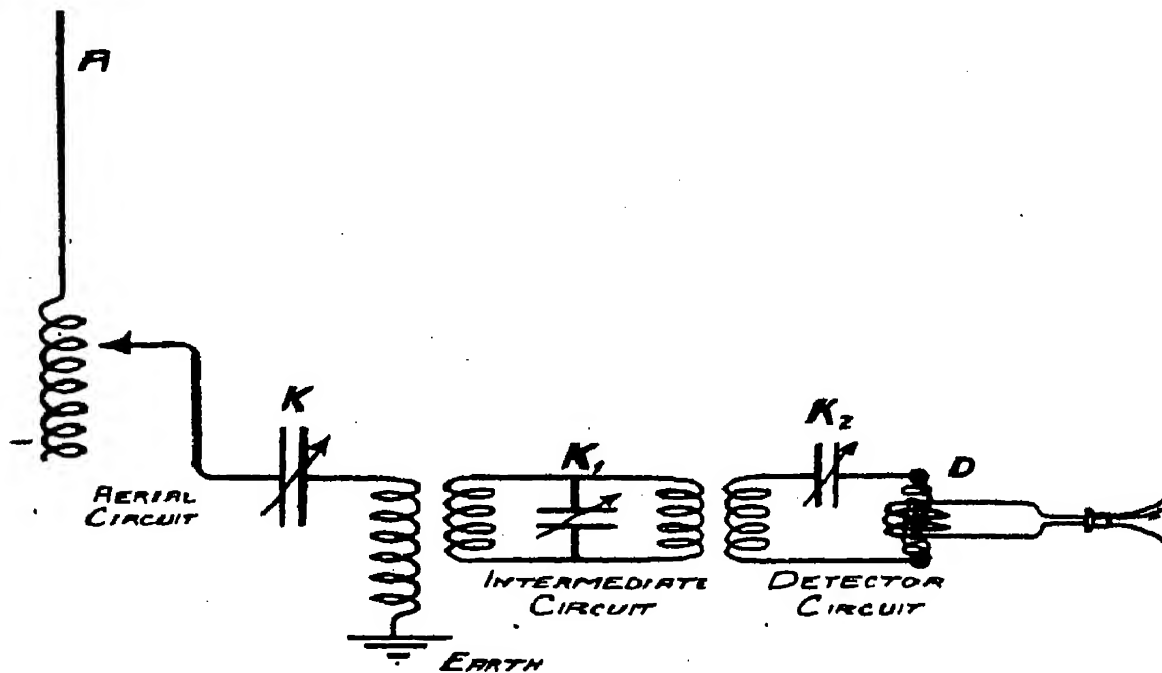 A
K
K₁
K₂
D
AERIAL
CIRCUIT
INTERMEDIATE
CIRCUIT
DETECTOR
CIRCUIT
EARTH